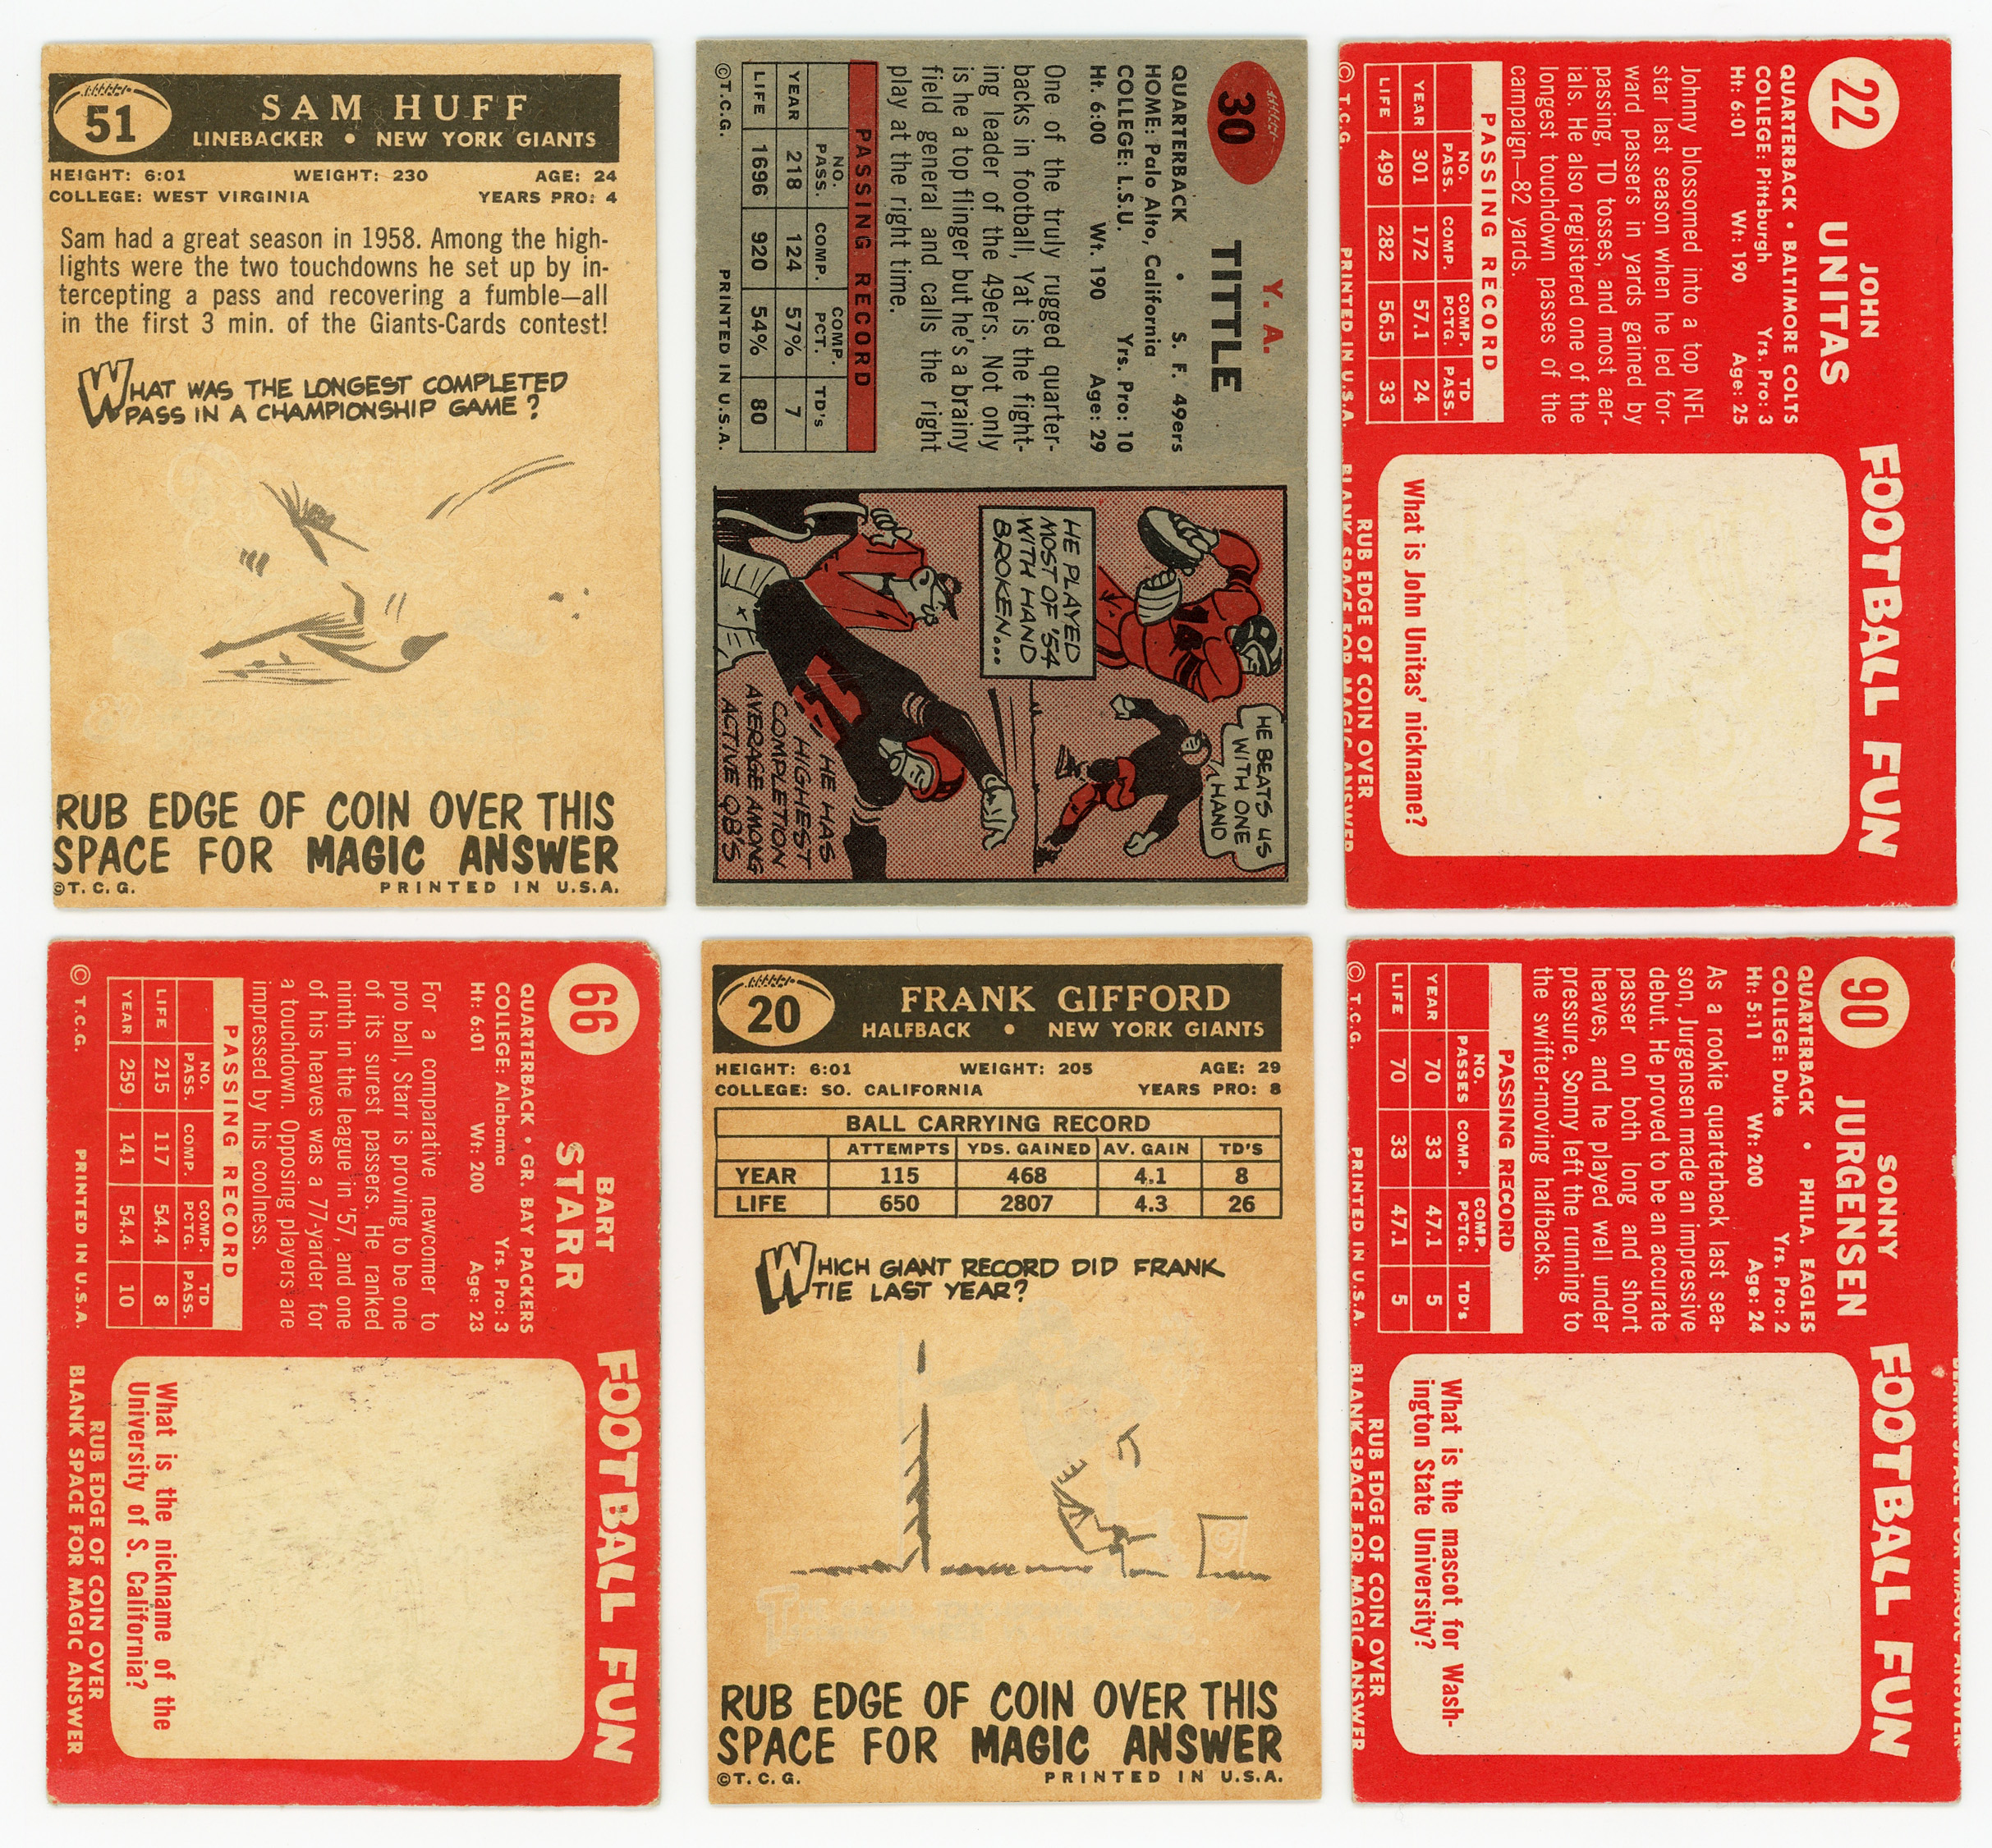 51
SAM HUFF
LINEBACKER • NEW YORK GIANTS
HEIGHT: 6:01 WEIGHT: 230 AGE: 24
COLLEGE: WEST VIRGINIA YEARS PRO: 4
Sam had a great season in 1958. Among the high-
lights were the two touchdowns he set up by in-
tercepting a pass and recovering a fumble—all
in the first 3 min. of the Giants-Cards contest!
WHAT WAS THE LONGEST COMPLETED
PASS IN A CHAMPIONSHIP GAME?
RUB EDGE OF COIN OVER THIS
SPACE FOR MAGIC ANSWER
©T. C. G. PRINTED IN U.S.A.
30
Y. A.
TITTLE
QUARTERBACK • S. F. 49ers
HOME: Palo Alto, California
COLLEGE: L.S.U. Yrs. Pro: 10
Ht. 6:00 Wt. 190 Age: 29
One of the truly rugged quarter-
backs in football, Yat is the fight-
ing leader of the 49ers. Not only
is he a top flinger but he's a brainy
field general and calls the right
play at the right time.
PASSING RECORD
NO. PASS. COMP. COMP. PCT. TD's
YEAR 218 124 57% 7
LIFE 1696 920 54% 80
©T.C.G. PRINTED IN U.S.A.
HE PLAYED
MOST OF '54
WITH HAND
BROKEN...
HE BEATS US
WITH ONE
HAND
HE HAS
HIGHEST
COMPLETION
AVERAGE AMONG
ACTIVE QB'S
22
JOHN
UNITAS
QUARTERBACK • BALTIMORE COLTS
COLLEGE: Pittsburgh Yrs. Pro: 3
Ht: 6:01 Wt: 190 Age: 25
Johnny blossomed into a top NFL
star last season when he led for-
ward passers in yards gained by
passing, TD tosses, and most aer-
ials. He also registered one of the
longest touchdown passes of the
campaign—82 yards.
PASSING RECORD
NO. PASS. COMP. COMP. PCTG. TD PASS.
YEAR 301 172 57.1 24
LIFE 499 282 56.5 33
© T.C.G. PRINTED IN U.S.A.
FOOTBALL FUN
What is John Unitas' nickname?
RUB EDGE OF COIN OVER
BLANK SPACE FOR MAGIC ANSWER
66
BART
STARR
QUARTERBACK • GR. BAY PACKERS
COLLEGE: Alabama Yrs. Pro: 3
Ht: 6:01 Wt: 200 Age: 23
For a comparative newcomer to
pro ball, Starr is proving to be one
of its surest passers. He ranked
ninth in the league in '57, and one
of his heaves was a 77-yarder for
a touchdown. Opposing players are
impressed by his coolness.
PASSING RECORD
NO. PASS. COMP. COMP. PCTG. TD PASS.
LIFE 215 117 54.4 8
YEAR 259 141 54.4 10
© T.C.G. PRINTED IN U.S.A.
FOOTBALL FUN
What is the nickname of the
University of S. California?
RUB EDGE OF COIN OVER
BLANK SPACE FOR MAGIC ANSWER
20
FRANK GIFFORD
HALFBACK • NEW YORK GIANTS
HEIGHT: 6:01 WEIGHT: 205 AGE: 29
COLLEGE: SO. CALIFORNIA YEARS PRO: 8
BALL CARRYING RECORD
ATTEMPTS YDS. GAINED AV. GAIN TD'S
YEAR 115 468 4.1 8
LIFE 650 2807 4.3 26
WHICH GIANT RECORD DID FRANK
TIE LAST YEAR?
RUB EDGE OF COIN OVER THIS
SPACE FOR MAGIC ANSWER
©T. C. G. PRINTED IN U.S.A.
90
SONNY
JURGENSEN
QUARTERBACK • PHILA. EAGLES
COLLEGE: Duke Yrs. Pro: 2
Ht: 5:11 Wt: 200 Age: 24
As a rookie quarterback last sea-
son, Jurgensen made an impressive
debut. He proved to be an accurate
passer on both long and short
heaves, and he played well under
pressure. Sonny left the running to
the swifter-moving halfbacks.
PASSING RECORD
NO. PASSES COMP. COMP. PCTG. TD's
YEAR 70 33 47.1 5
LIFE 70 33 47.1 5
© T.C.G. PRINTED IN U.S.A
FOOTBALL FUN
What is the mascot for Wash-
ington State University?
RUB EDGE OF COIN OVER
BLANK SPACE FOR MAGIC ANSWER